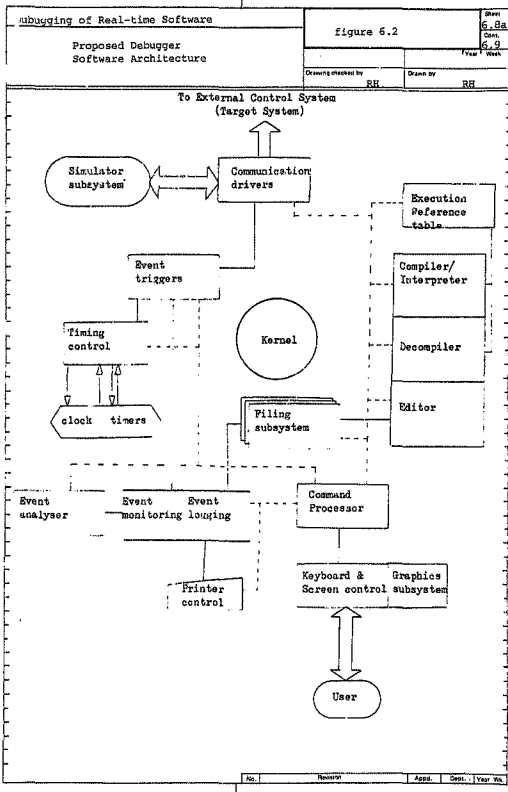 ubugging of Real-time Software
Proposed Debugger
Software Architecture
figure 6.2
Sheet
6.8a
Cont.
6.9
Year Week
Drawing checked by
RH
Drawn by
RH
To External Control System
(Target System)
Simulator
subsystem
Communication
drivers
Execution
Reference
table
Event
triggers
Compiler/
Interpreter
Timing
control
Kernel
Decompiler
clock timers
Filing
subsystem
Editor
Event
analyser
Event Event
monitoring logging
Command
Processor
Printer
control
Keyboard & Graphics
Screen control subsystem
User
No. Revision Appd. Dept. Year Wk.